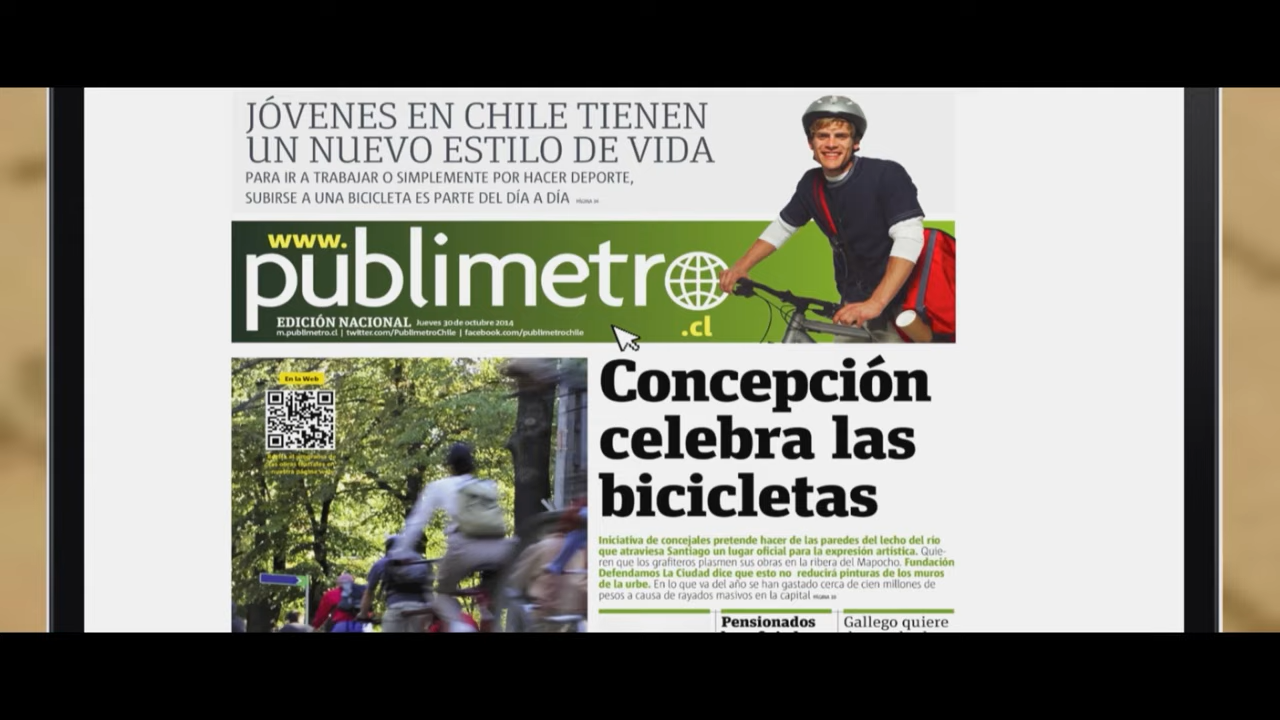 JÓVENES EN CHILE TIENEN
UN NUEVO ESTILO DE VIDA
PARA IR A TRABAJAR O SIMPLEMENTE POR HACER DEPORTE,
SUBIRSE A UNA BICICLETA ES PARTE DEL DÍA A DÍA
www.
publimetro
.cl
EDICIÓN NACIONAL Jueves 30 de octubre 2014
m.publimetro.cl | twitter.com/PublimetroChile | facebook.com/publimetrochile
En la Web
Concepción
celebra las
bicicletas
Iniciativa de concejales pretende hacer de las paredes del lecho del río
que atraviesa Santiago un lugar oficial para la expresión artística. Quie-
ren que los grafiteros plasmen sus obras en la ribera del Mapocho. Fundación
Defendamos La Ciudad dice que esto no reducirá pinturas de los muros
de la urbe. En lo que va del año se han gastado cerca de cien millones de
pesos a causa de rayados masivos en la capital
Pensionados
Gallego quiere